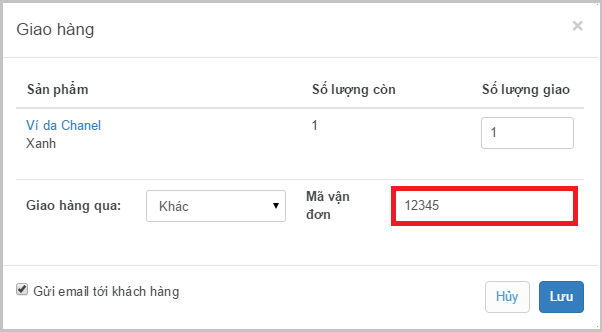 Giao hàng ×
Sản phẩm Số lượng còn Số lượng giao
Ví da Chanel 1 1
Xanh
Giao hàng qua: Khác Mã vận đơn 12345
Gửi email tới khách hàng Hủy Lưu